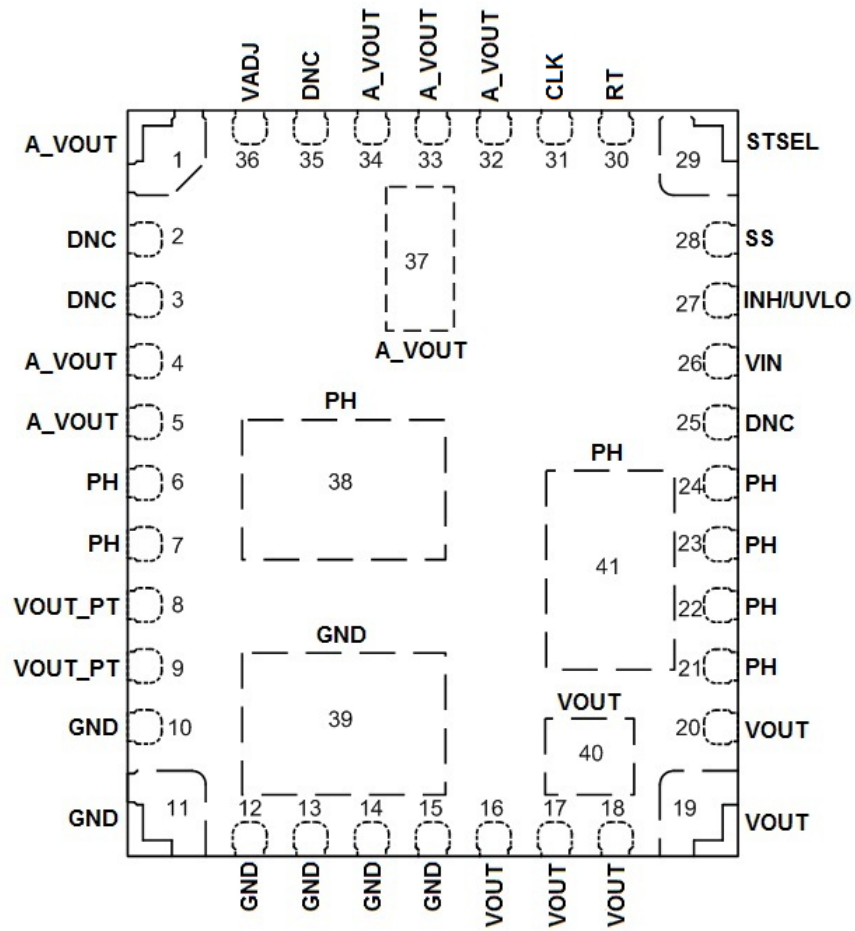 VADJ
DNC
A_VOUT
A_VOUT
A_VOUT
CLK
RT
36
35
34
33
32
31
30
A_VOUT
1
29
STSEL
DNC
2
28
SS
DNC
3
27
INH/UVLO
37
A_VOUT
A_VOUT
4
26
VIN
A_VOUT
5
25
DNC
PH
38
PH
41
PH
6
24
PH
PH
7
23
PH
VOUT_PT
8
22
PH
GND
39
VOUT_PT
9
21
PH
VOUT
40
GND
10
20
VOUT
GND
11
19
VOUT
12
13
14
15
16
17
18
GND
GND
GND
GND
VOUT
VOUT
VOUT